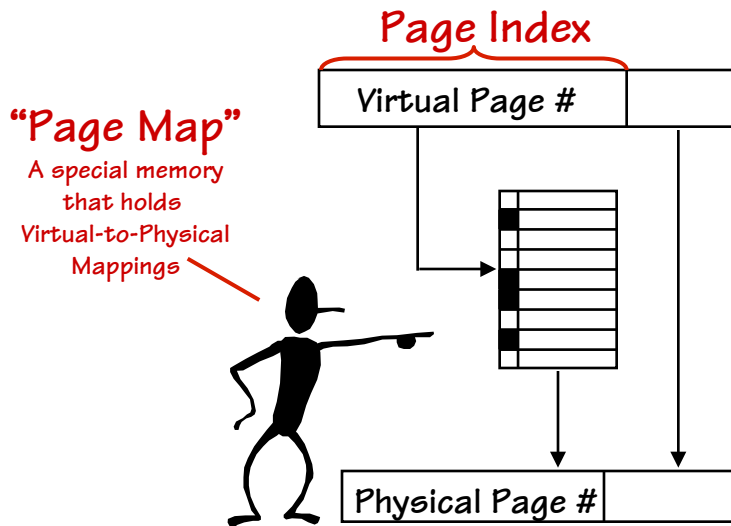 Page Index
Virtual Page #
“Page Map”
A special memory
that holds
Virtual-to-Physical
Mappings
Physical Page #